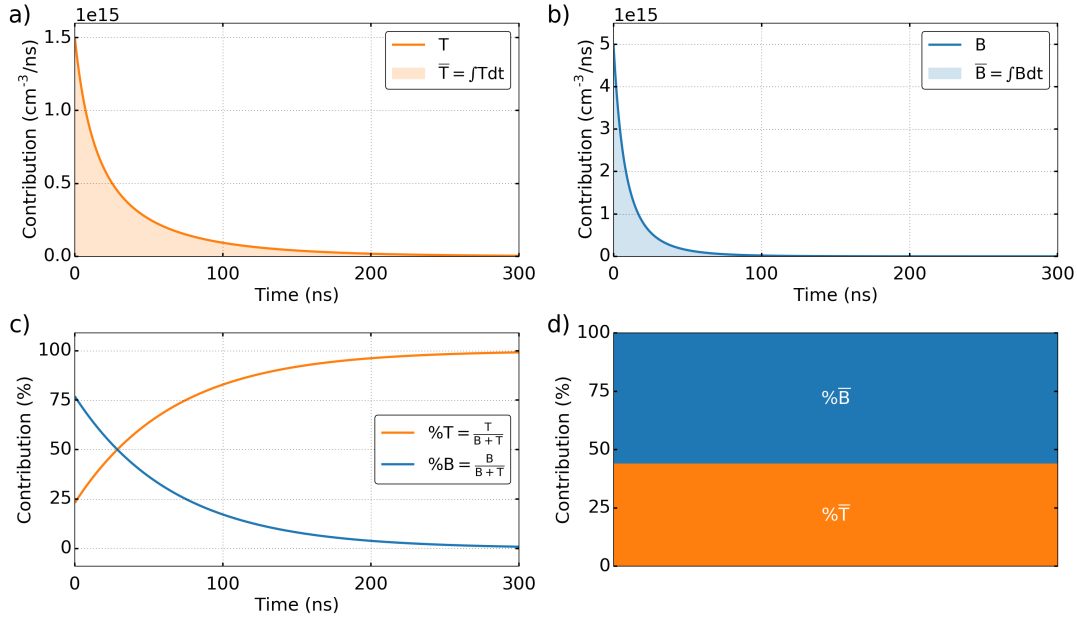 a)
1e15
1.5
1.0
0.5
0.0
Contribution (cm⁻³/ns)
T
T̅ = ∫Tdt
0
100
200
300
Time (ns)
b)
1e15
5
4
3
2
1
0
Contribution (cm⁻³/ns)
B
B̅ = ∫Bdt
0
100
200
300
Time (ns)
c)
100
75
50
25
0
Contribution (%)
%T = T/(B + T)
%B = B/(B + T)
0
100
200
300
Time (ns)
d)
100
75
50
25
0
Contribution (%)
%B̅
%T̅